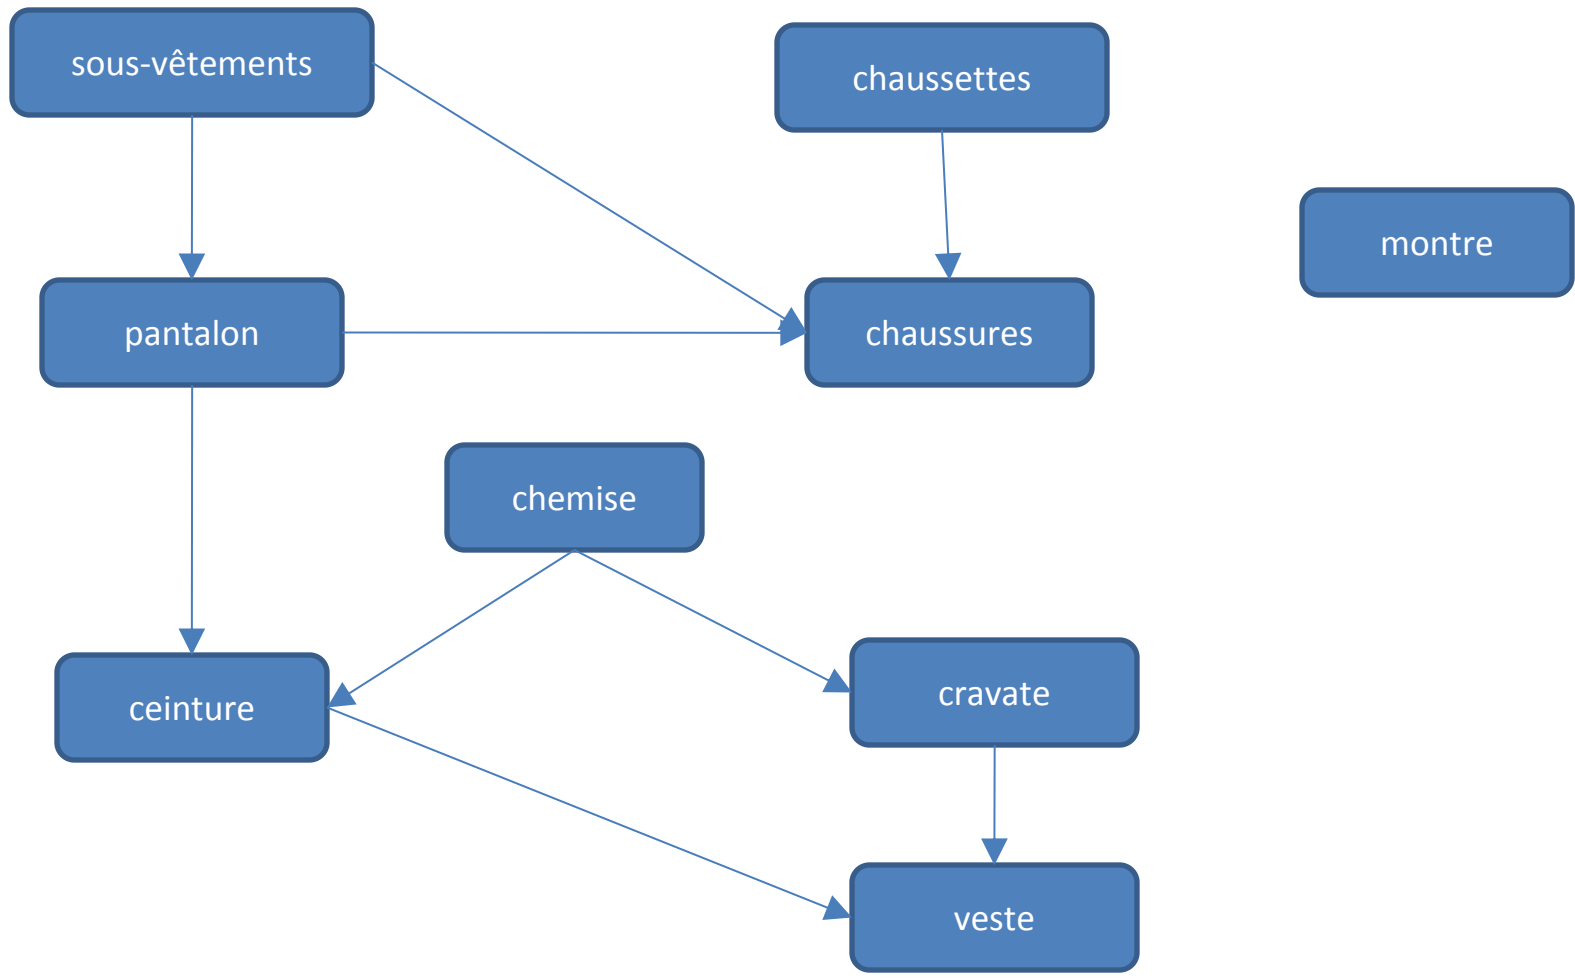 sous-vêtements
chaussettes
montre
pantalon
chaussures
chemise
cravate
ceinture
veste